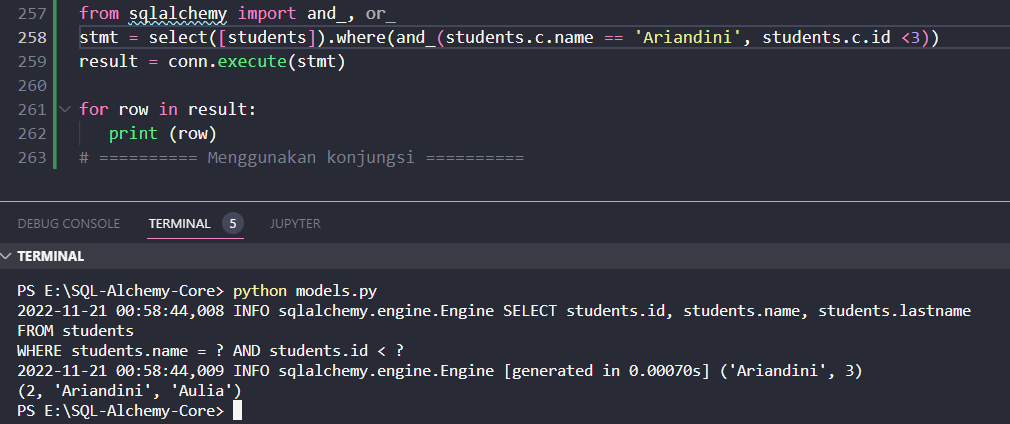 257 from sqlalchemy import and_, or_
258 stmt = select([students]).where(and_(students.c.name == 'Ariandini', students.c.id <3))
259 result = conn.execute(stmt)
260
261 for row in result:
262 print (row)
263 # ========== Menggunakan konjungsi ==========
DEBUG CONSOLE TERMINAL 5 JUPYTER
TERMINAL
PS E:\SQL-Alchemy-Core> python models.py
2022-11-21 00:58:44,008 INFO sqlalchemy.engine.Engine SELECT students.id, students.name, students.lastname
FROM students
WHERE students.name = ? AND students.id < ?
2022-11-21 00:58:44,009 INFO sqlalchemy.engine.Engine [generated in 0.00070s] ('Ariandini', 3)
(2, 'Ariandini', 'Aulia')
PS E:\SQL-Alchemy-Core>